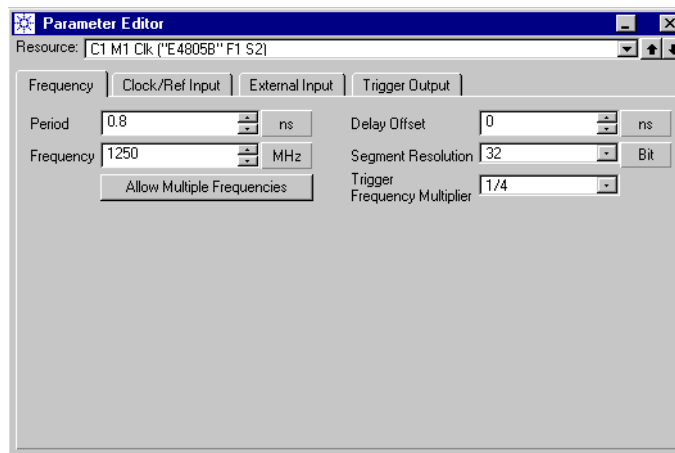 Parameter Editor
Resource: C1 M1 Clk ("E4805B" F1 S2)
Frequency Clock/Ref Input External Input Trigger Output
Period 0.8 ns Delay Offset 0 ns
Frequency 1250 MHz Segment Resolution 32 Bit
Allow Multiple Frequencies Trigger
Frequency Multiplier 1/4